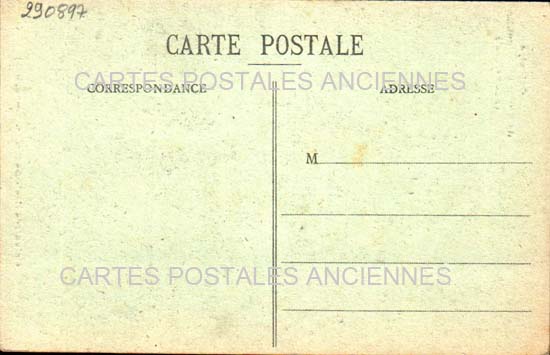 290897
CARTE POSTALE
CARTES POSTALES ANCIENNES
CORRESPONDANCE
ADRESSE
M
CARTES POSTALES ANCIENNES